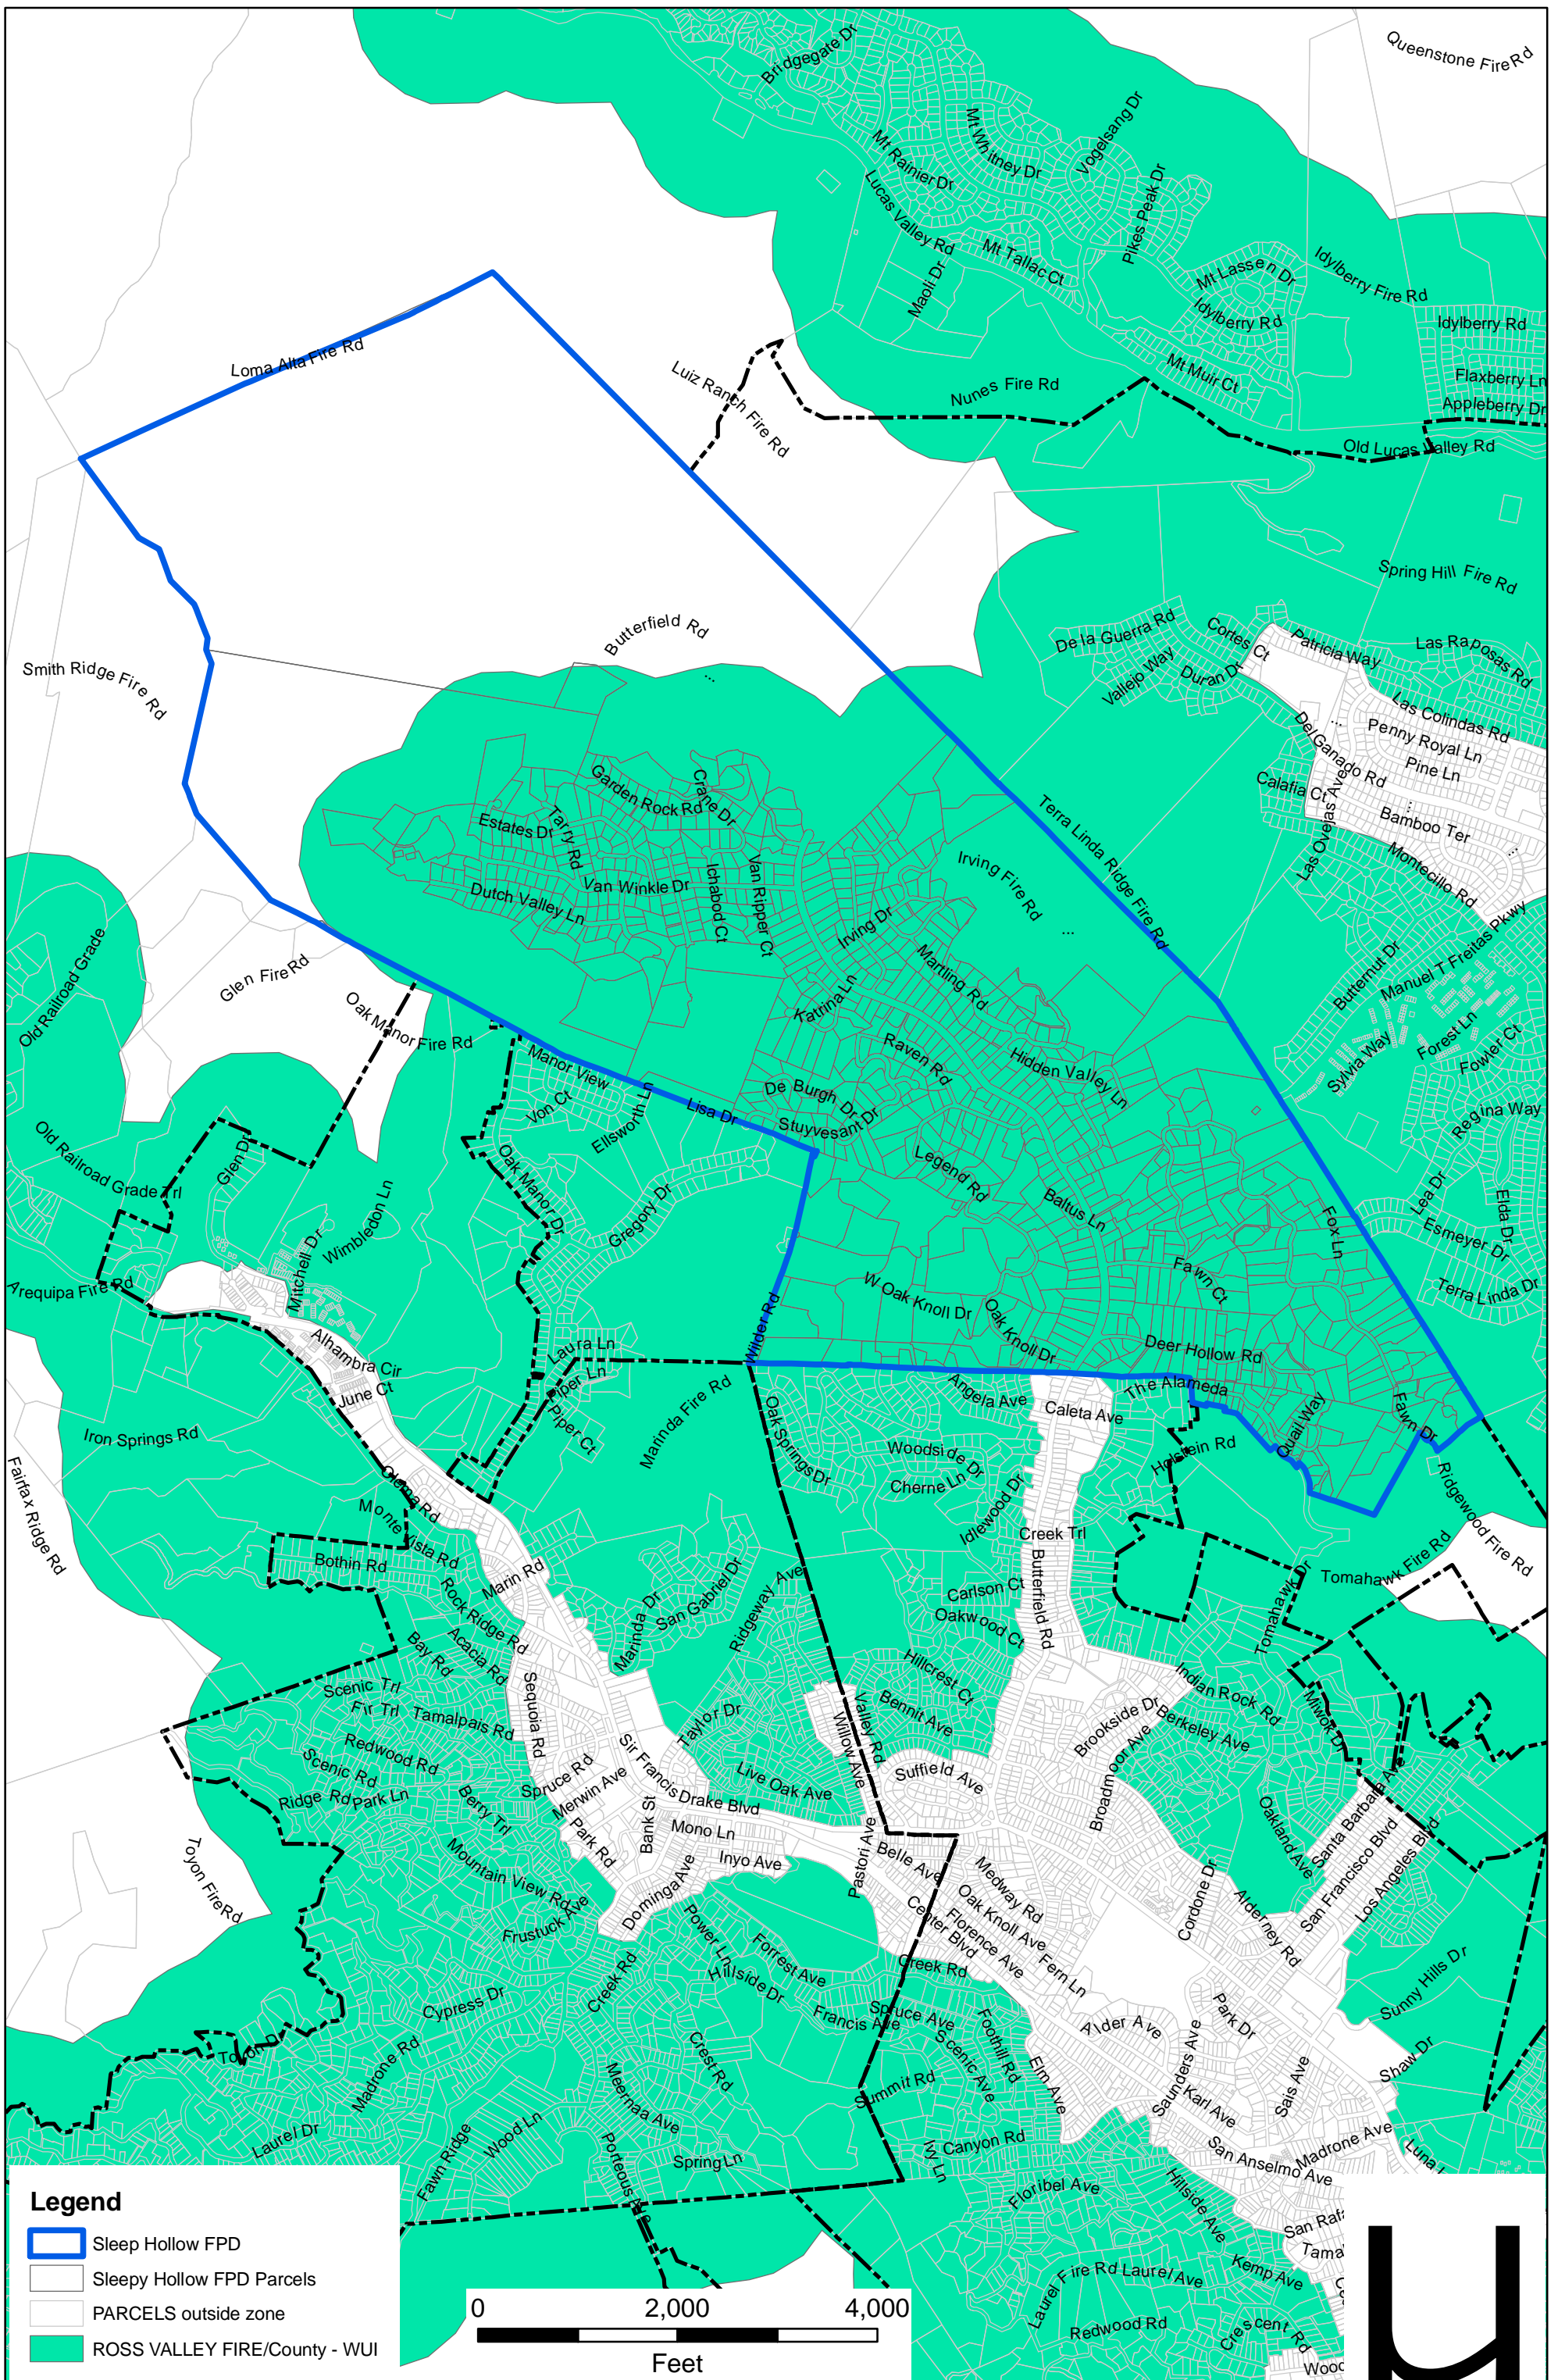 Queenstone Fire Rd
Bridgegate Dr
Mt Whitney Dr
Vogelsang Dr
Mt Rainier Dr
Pikes Peak Dr
Lucas Valley Rd
Mt Tallac Ct
Maoli Dr
Mt Lassen Dr
Idylberry Fire Rd
Idylberry Rd
Idylberry Rd
Loma Alta Fire Rd
Luiz Ranch Fire Rd
Nunes Fire Rd
Mt Muir Ct
Flaxberry Ln
Appleberry Dr
Old Lucas Valley Rd
Spring Hill Fire Rd
Butterfield Rd
...
De la Guerra Rd
Cortes Ct
Patricia Way
Las Raposas Rd
Vallejo Way
Duran Dr
Smith Ridge Fire Rd
Las Colindas Rd
...
Penny Royal Ln
Del Ganado Rd
Pine Ln
Calafia Ct
...
Bamboo Ter
Las Ovejas Ave
Montecillo Rd
...
Garden Rock Rd
Crane Dr
Estates Dr
Tarry Rd
Terra Linda Ridge Fire Rd
Irving Fire Rd
...
Van Winkle Dr
Dutch Valley Ln
Ichabod Ct
Van Ripper Ct
Irving Dr
Martling Rd
Katrina Ln
Butternut Dr
Manuel T Freitas Pkwy
Old Railroad Grade
Glen Fire Rd
Oak Manor Fire Rd
Forest Ln
Fowler Ct
Sylvia Way
Raven Rd
Hidden Valley Ln
Manor View
Von Ct
Ellsworth Ln
Lisa Dr
De Burgh Dr
Stuyvesant Dr
Regina Way
Old Railroad Grade Trl
Glen Dr
Oak Manor Dr
Legend Rd
Baltus Ln
Lea Dr
Elda Dr
Wimbledon Ln
Gregory Dr
Fox Ln
Esmeyer Dr
Mitchell Dr
Arequipa Fire Rd
Fawn Ct
Terra Linda Dr
W Oak Knoll Dr
Oak Knoll Dr
Wilder Rd
Alhambra Cir
Laura Ln
Deer Hollow Rd
June Ct
Piper Ln
Piper Ct
Marinda Fire Rd
Angela Ave
The Alameda
Caleta Ave
Fawn Dr
Quail Way
Iron Springs Rd
Oak Springs Dr
Woodside Dr
Cherne Ln
Holstein Rd
Ridgewood Fire Rd
Fairfax Ridge Rd
Olema Rd
Monte Vista Rd
Idlewood Dr
Creek Trl
Butterfield Rd
Bothin Rd
Marin Rd
Rock Ridge Rd
San Gabriel Dr
Marinda Dr
Ridgeway Ave
Carlson Ct
Oakwood Ct
Tomahawk Fire Rd
Tomahawk Dr
Acacia Rd
Bay Rd
Hillcrest Ct
Scenic Trl
Fir Trl
Tamalpais Rd
Sequoia Rd
Bennit Ave
Indian Rock Rd
Miwok Dr
Redwood Rd
Scenic Rd
Taylor Dr
Valley Rd
Willow Ave
Brookside Dr
Berkeley Ave
Sir Francis Drake Blvd
Ridge Rd
Park Ln
Spruce Rd
Merwin Ave
Live Oak Ave
Suffield Ave
Broadmoor Ave
Berry Trl
Oakland Ave
Santa Barbara Ave
San Francisco Blvd
Los Angeles Blvd
Bank St
Park Rd
Mono Ln
Inyo Ave
Pastori Ave
Belle Ave
Medway Rd
Toyon Fire Rd
Mountain View Rd
Dominga Ave
Frustuck Ave
Oak Knoll Ave
Center Blvd
Florence Ave
Cordone Dr
Alderney Rd
Power Ln
Forrest Ave
Fern Ln
Creek Rd
Creek Rd
Hillside Dr
Sunny Hills Dr
Cypress Dr
Francis Ave
Spruce Ave
Scenic Ave
Foothill Rd
Alder Ave
Park Dr
Toyon Dr
Madrone Rd
Crest Rd
Summit Rd
Elm Ave
Saunders Ave
Karl Ave
Sais Ave
Shaw Dr
Meernaa Ave
Laurel Dr
Fawn Ridge
Wood Ln
Porteous Ave
Spring Ln
Ivy Ln
Canyon Rd
San Anselmo Ave
Madrone Ave
Floribel Ave
Hillside Ave
Laurel Fire Rd
Laurel Ave
Kemp Ave
Redwood Rd
Crescent Rd
Legend
Sleep Hollow FPD
Sleepy Hollow FPD Parcels
PARCELS outside zone
ROSS VALLEY FIRE/County - WUI
0 2,000 4,000
Feet